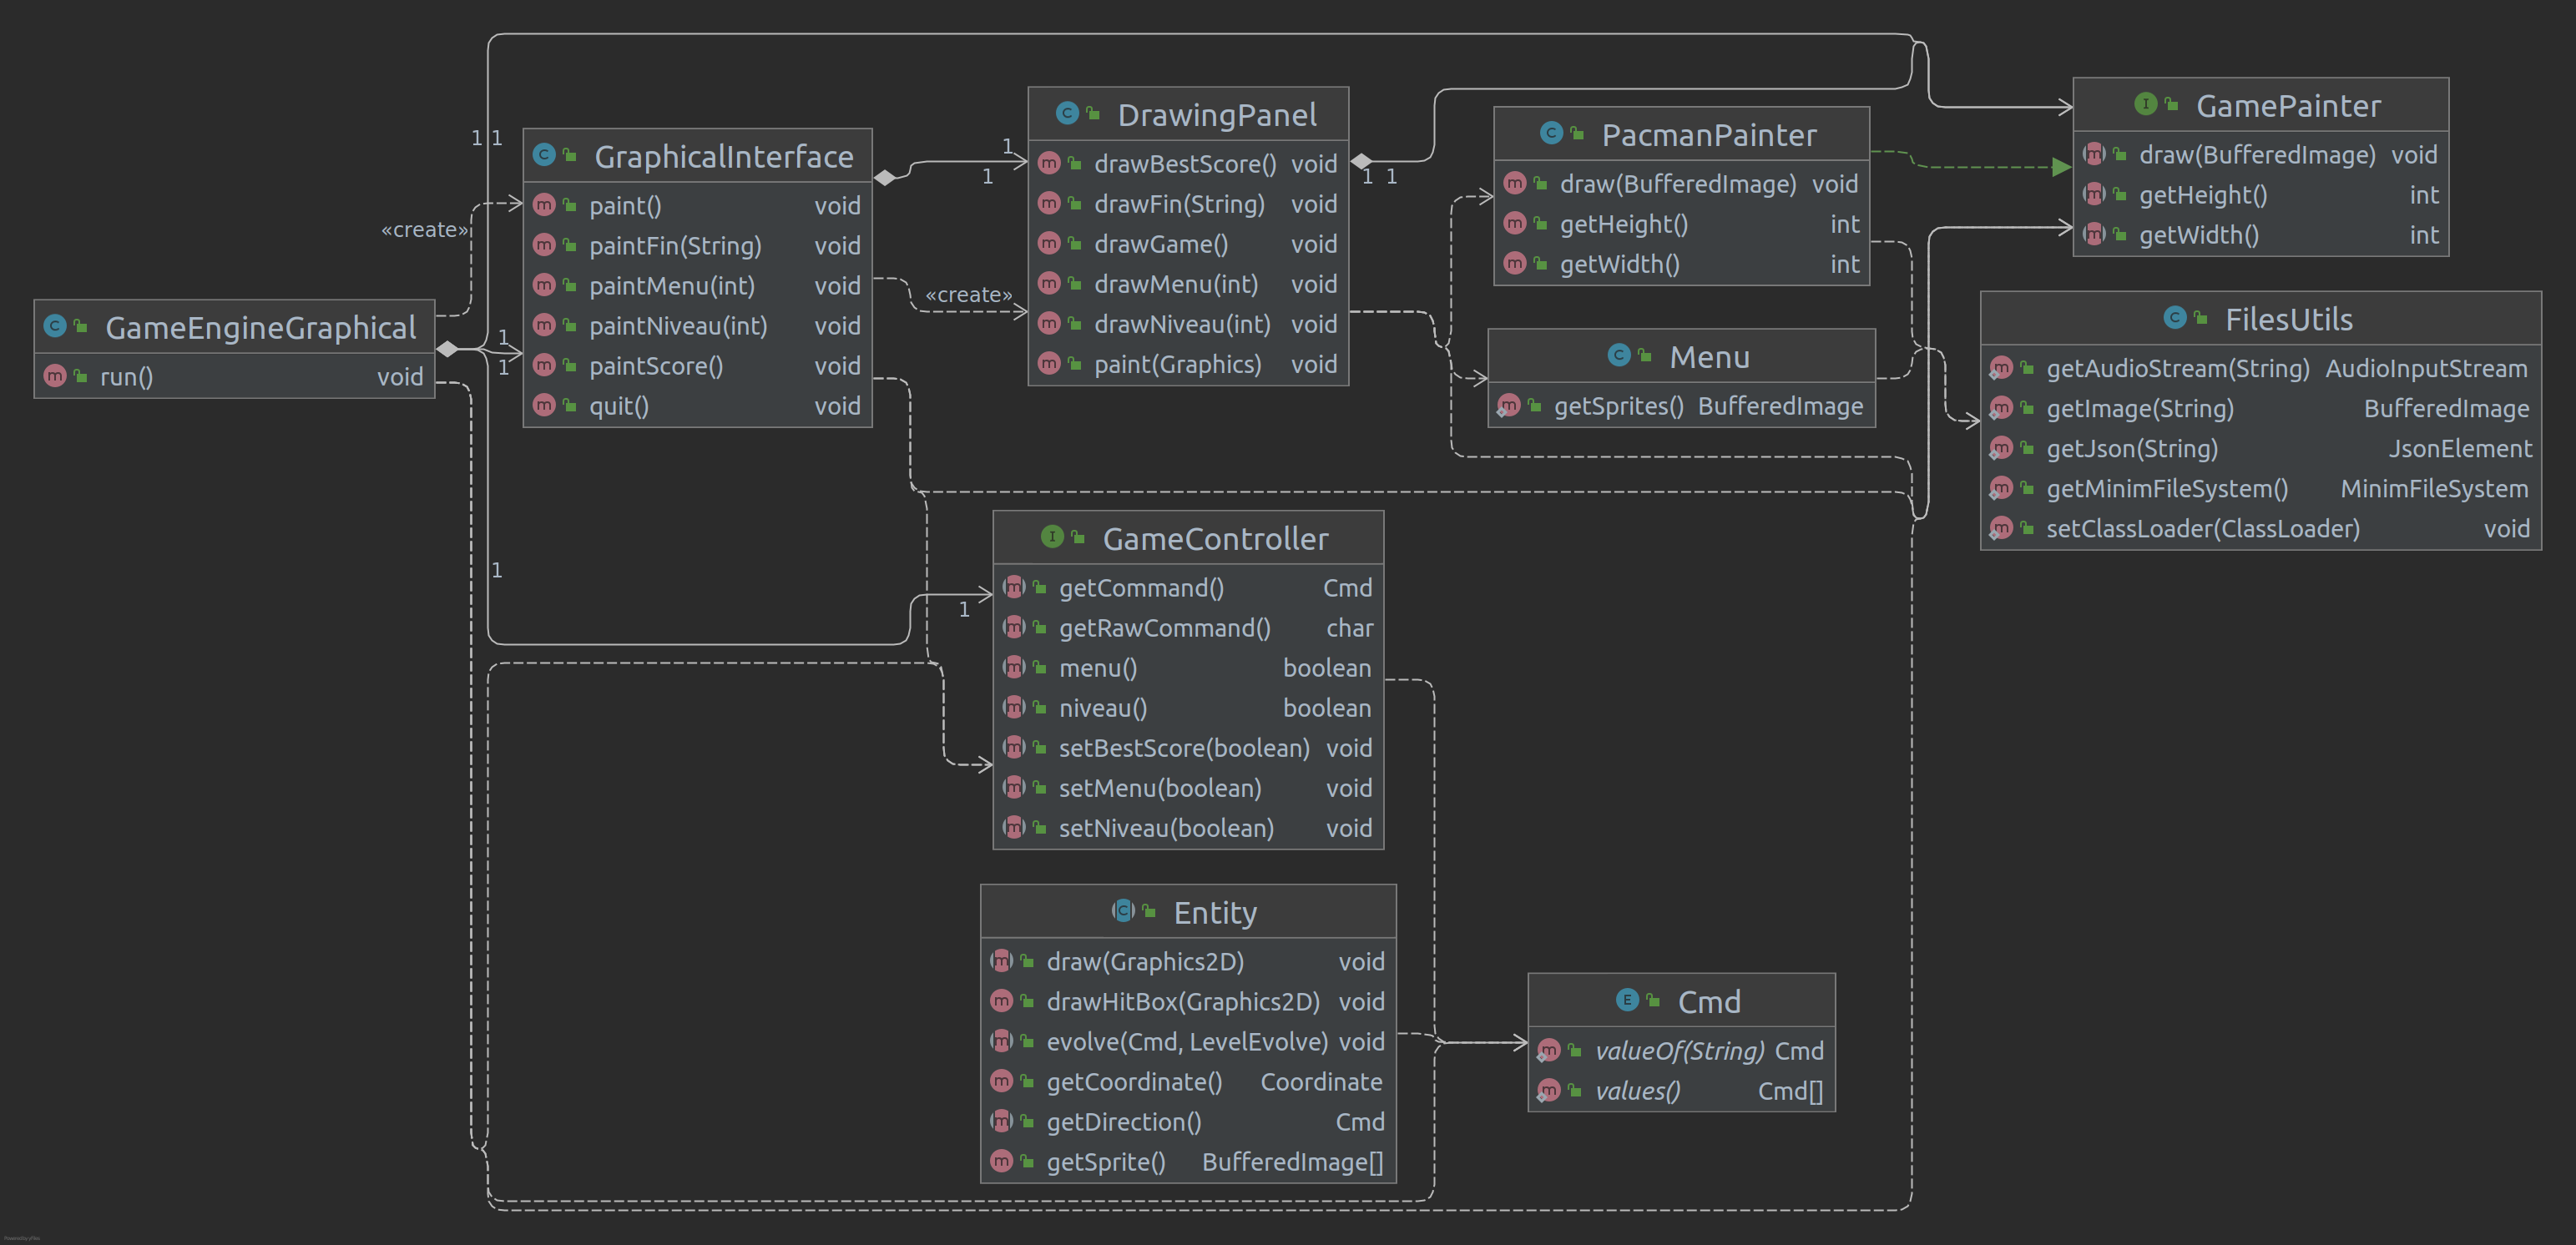 GameEngineGraphical
run() void
«create»
1 1
1
1
1
1
GraphicalInterface
paint() void
paintFin(String) void
paintMenu(int) void
paintNiveau(int) void
paintScore() void
quit() void
1
1
«create»
DrawingPanel
drawBestScore() void
drawFin(String) void
drawGame() void
drawMenu(int) void
drawNiveau(int) void
paint(Graphics) void
1 1
PacmanPainter
draw(BufferedImage) void
getHeight() int
getWidth() int
Menu
getSprites() BufferedImage
GamePainter
draw(BufferedImage) void
getHeight() int
getWidth() int
FilesUtils
getAudioStream(String) AudioInputStream
getImage(String) BufferedImage
getJson(String) JsonElement
getMinimFileSystem() MinimFileSystem
setClassLoader(ClassLoader) void
GameController
getCommand() Cmd
getRawCommand() char
menu() boolean
niveau() boolean
setBestScore(boolean) void
setMenu(boolean) void
setNiveau(boolean) void
Entity
draw(Graphics2D) void
drawHitBox(Graphics2D) void
evolve(Cmd, LevelEvolve) void
getCoordinate() Coordinate
getDirection() Cmd
getSprite() BufferedImage[]
Cmd
valueOf(String) Cmd
values() Cmd[]
Powered by yFiles